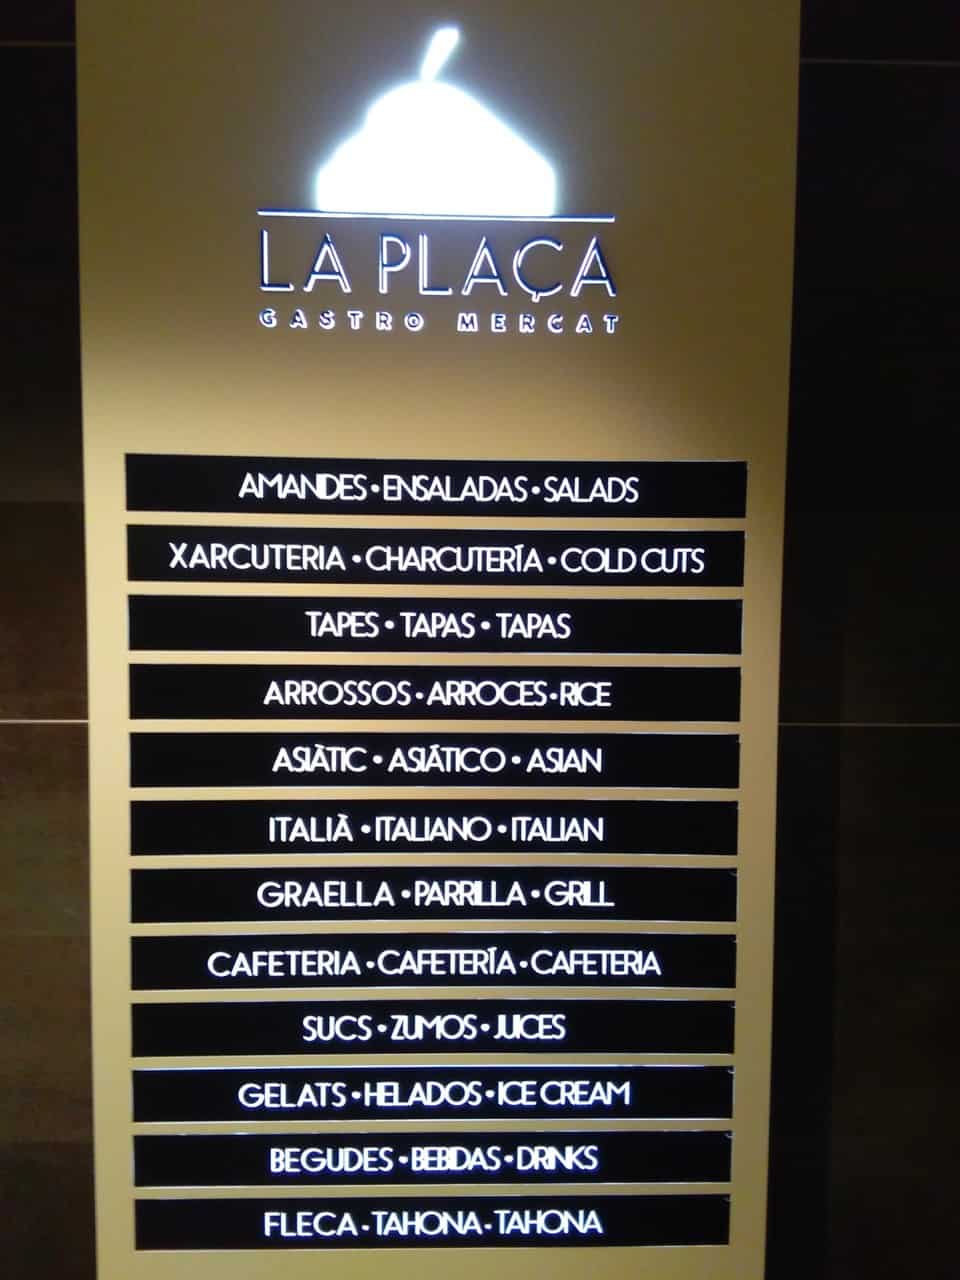 LA PLAÇA
GASTRO MERCAT
AMANDES • ENSALADAS • SALADS
XARCUTERIA • CHARCUTERÍA • COLD CUTS
TAPES • TAPAS • TAPAS
ARROSSOS • ARROCES • RICE
ASIÀTIC • ASIÁTICO • ASIAN
ITALIÀ • ITALIANO • ITALIAN
GRAELLA • PARRILLA • GRILL
CAFETERIA • CAFETERÍA • CAFETERIA
SUCS • ZUMOS • JUICES
GELATS • HELADOS • ICE CREAM
BEGUDES • BEBIDAS • DRINKS
FLECA • TAHONA • TAHONA